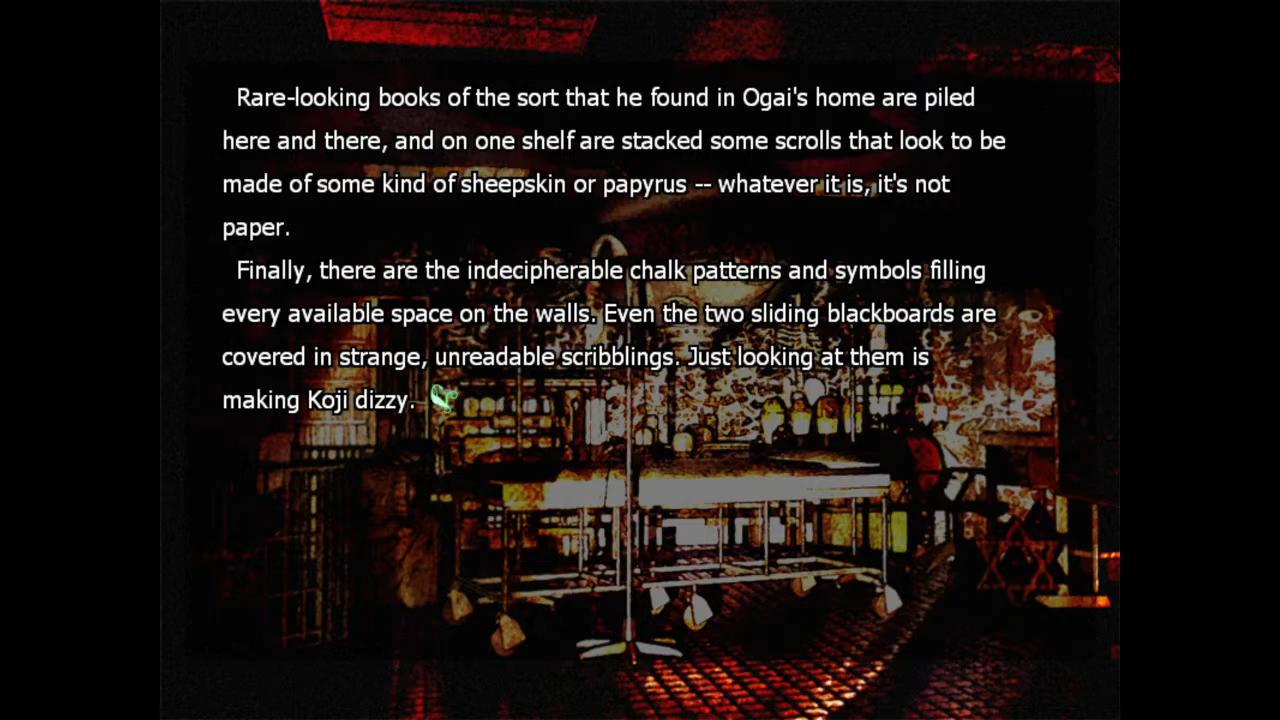 Rare-looking books of the sort that he found in Ogai's home are piled
here and there, and on one shelf are stacked some scrolls that look to be
made of some kind of sheepskin or papyrus -- whatever it is, it's not
paper.
Finally, there are the indecipherable chalk patterns and symbols filling
every available space on the walls. Even the two sliding blackboards are
covered in strange, unreadable scribblings. Just looking at them is
making Koji dizzy.